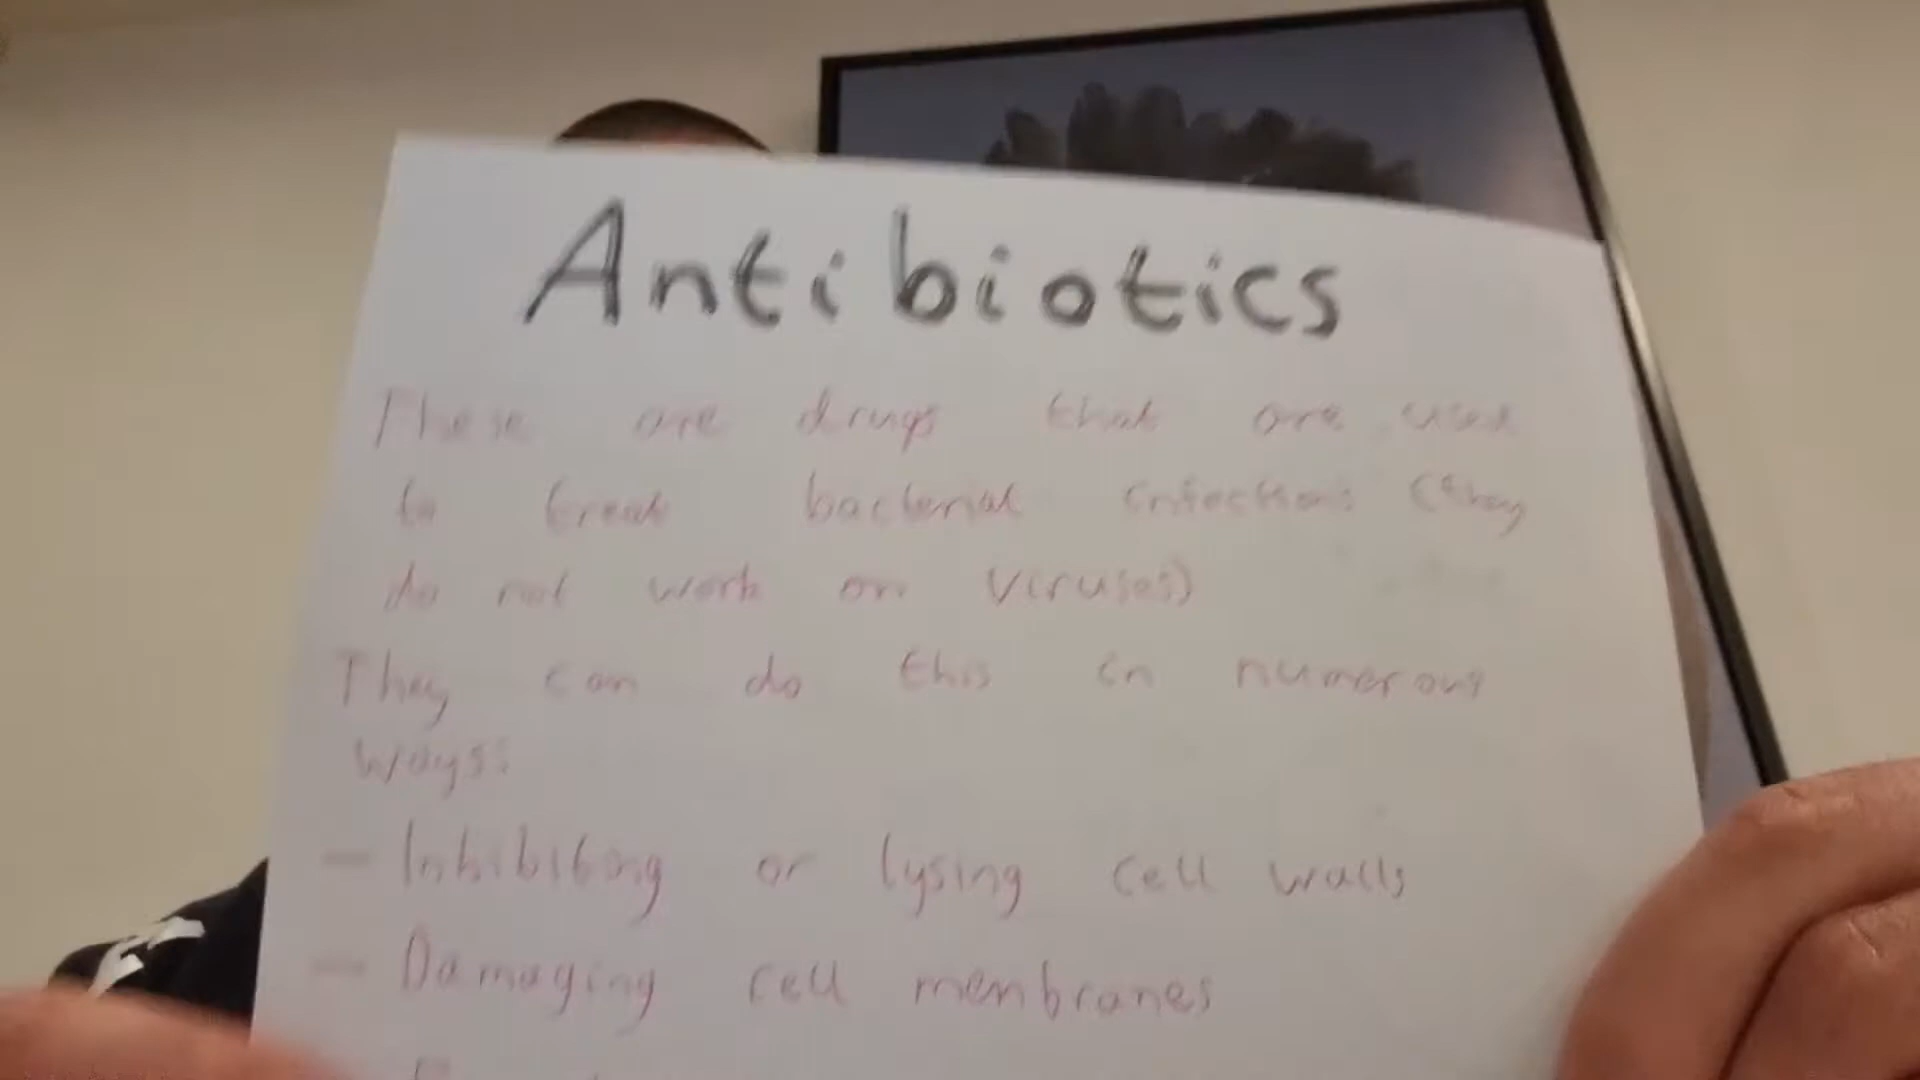 Antibiotics
These are drugs that are used
to treat bacterial infections (they
do not work on viruses)
They can do this in numerous
ways:
- Inhibiting or lysing cell walls
- Damaging cell membranes